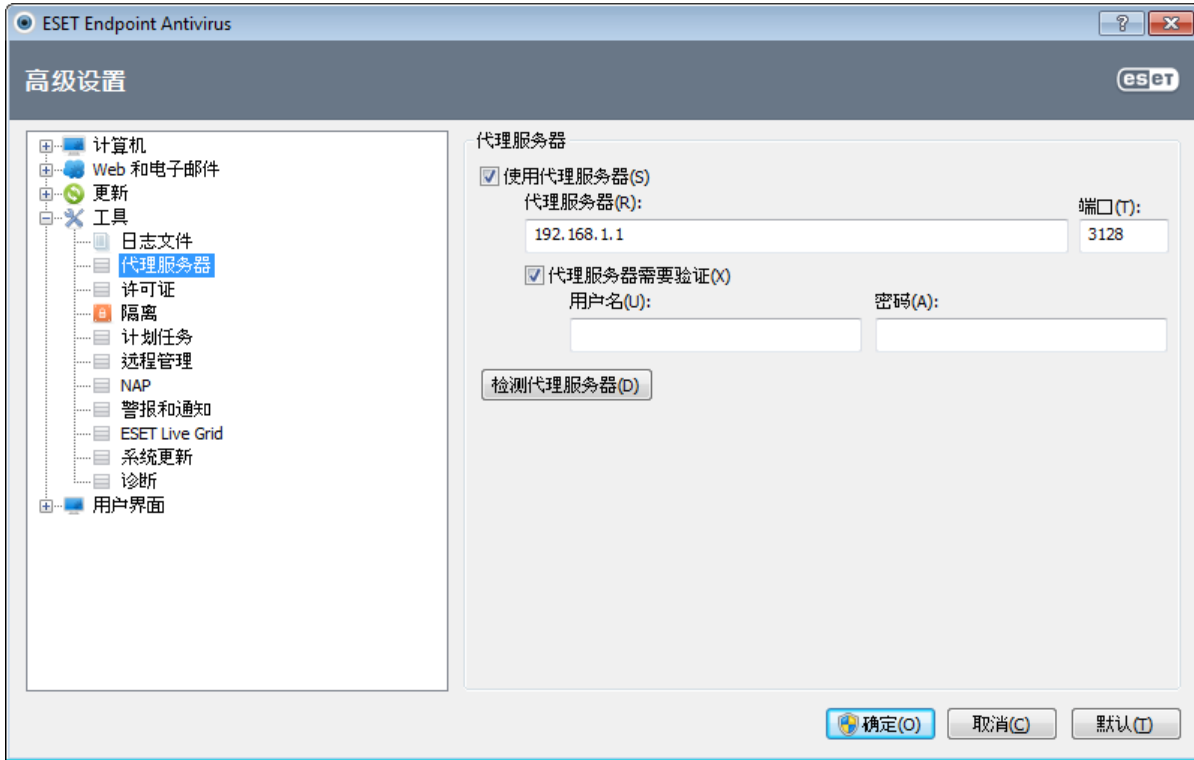 ESET Endpoint Antivirus
高级设置
eset
计算机
Web 和电子邮件
更新
工具
日志文件
代理服务器
许可证
隔离
计划任务
远程管理
NAP
警报和通知
ESET Live Grid
系统更新
诊断
用户界面
代理服务器
使用代理服务器(S)
代理服务器(R):
端口(T):
192.168.1.1
3128
代理服务器需要验证(X)
用户名(U):
密码(A):
检测代理服务器(D)
确定(O)
取消(C)
默认(T)